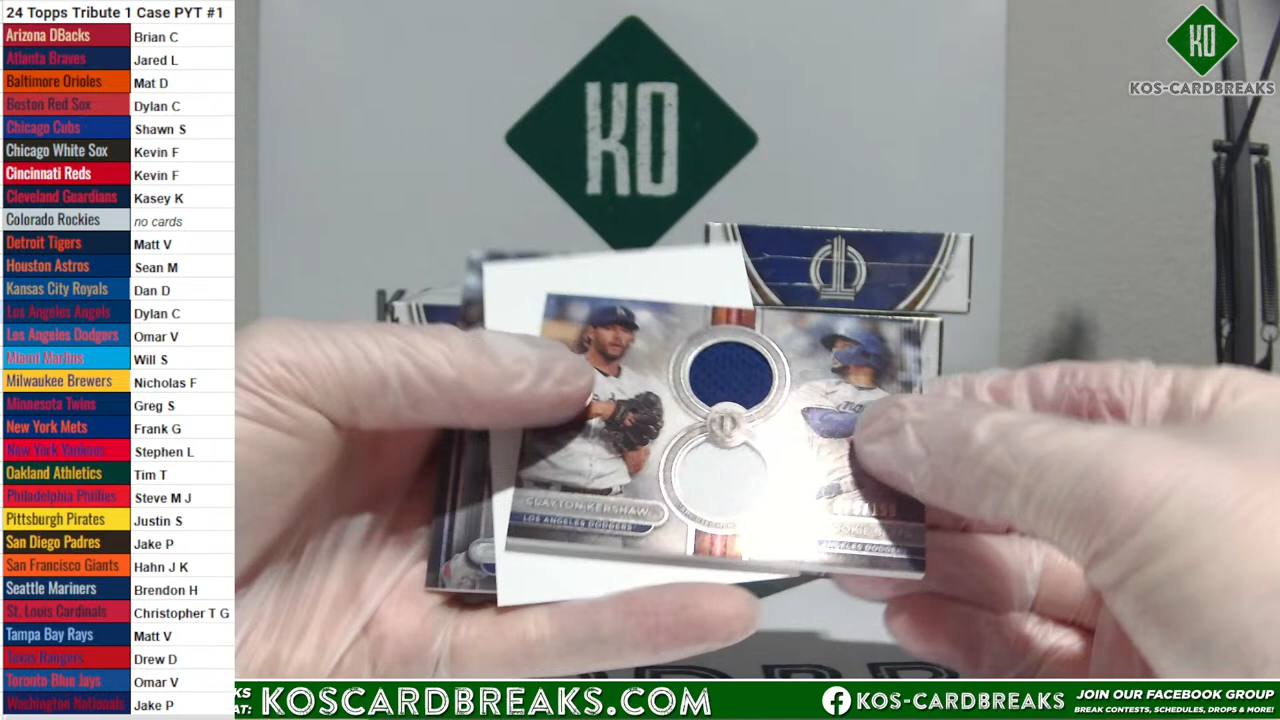 24 Topps Tribute 1 Case PYT #1
Arizona DBacks Brian C
Atlanta Braves Jared L
Baltimore Orioles Mat D
Boston Red Sox Dylan C
Chicago Cubs Shawn S
Chicago White Sox Kevin F
Cincinnati Reds Kevin F
Cleveland Guardians Kasey K
Colorado Rockies no cards
Detroit Tigers Matt V
Houston Astros Sean M
Kansas City Royals Dan D
Los Angeles Angels Dylan C
Los Angeles Dodgers Omar V
Miami Marlins Will S
Milwaukee Brewers Nicholas F
Minnesota Twins Greg S
New York Mets Frank G
New York Yankees Stephen L
Oakland Athletics Tim T
Philadelphia Phillies Steve M J
Pittsburgh Pirates Justin S
San Diego Padres Jake P
San Francisco Giants Hahn J K
Seattle Mariners Brendon H
St. Louis Cardinals Christopher T G
Tampa Bay Rays Matt V
Texas Rangers Drew D
Toronto Blue Jays Omar V
Washington Nationals Jake P
KO
KO
KOS-CARDBREAKS
CLAYTON KERSHAW
LOS ANGELES DODGERS
ANGELES DODGERS
KS
AT:
KOSCARDBREAKS.COM
KOS-CARDBREAKS
JOIN OUR FACEBOOK GROUP
BREAK CONTESTS, SCHEDULES, DROPS & MORE!